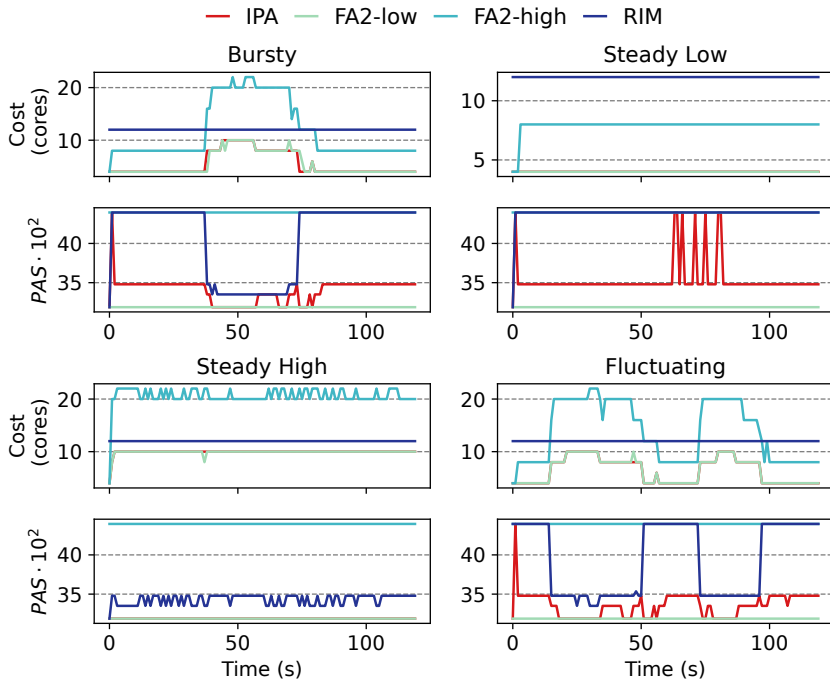 IPA FA2-low FA2-high RIM
Bursty Steady Low
Cost (cores) 20 10
10 5
PAS · 10² 40 35
40 35
0 50 100 0 50 100
Steady High Fluctuating
Cost (cores) 20 10
20 10
PAS · 10² 40 35
40 35
0 50 100 0 50 100
Time (s) Time (s)